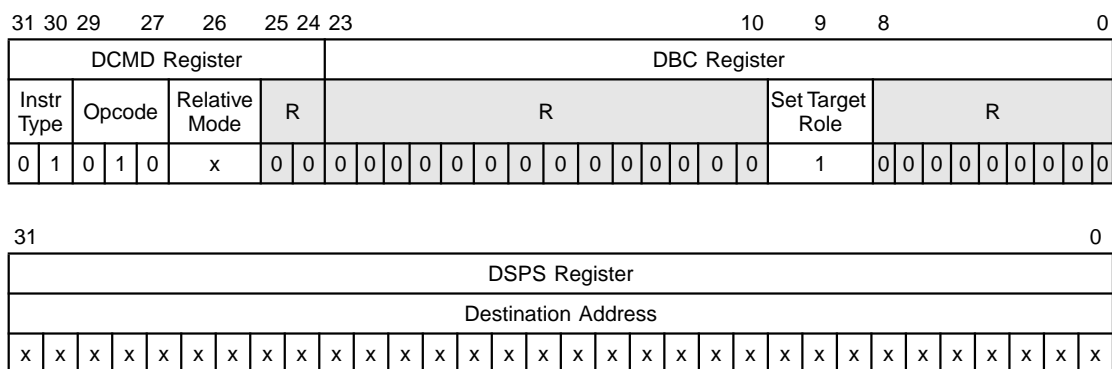 31 30 29 27 26 25 24 23 10 9 8 0
DCMD Register DBC Register
Instr Type Opcode Relative Mode R R Set Target Role R
0 1 0 1 0 x 0 0 0 0 0 0 0 0 0 0 0 0 0 0 0 0 1 0 0 0 0 0 0 0 0 0
31 0
DSPS Register
Destination Address
x x x x x x x x x x x x x x x x x x x x x x x x x x x x x x x x